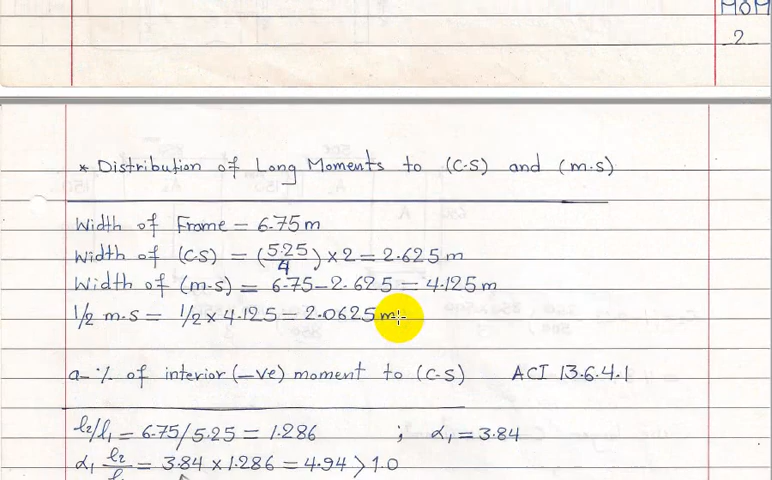 MOM
2
* Distribution of Long Moments to (C.S) and (m.s)
Width of Frame = 6.75 m
Width of (CS) = (5.25/4) × 2 = 2.625 m
Width of (m-s) = 6.75 - 2.625 = 4.125 m
1/2 m.s = 1/2 × 4.125 = 2.0625 m
a- % of interior (-ve) moment to (C-S) ACI 13.6.4.1
l2/l1 = 6.75/5.25 = 1.286 ; α1 = 3.84
α1 l2/l = 3.84 × 1.286 = 4.94 > 1.0